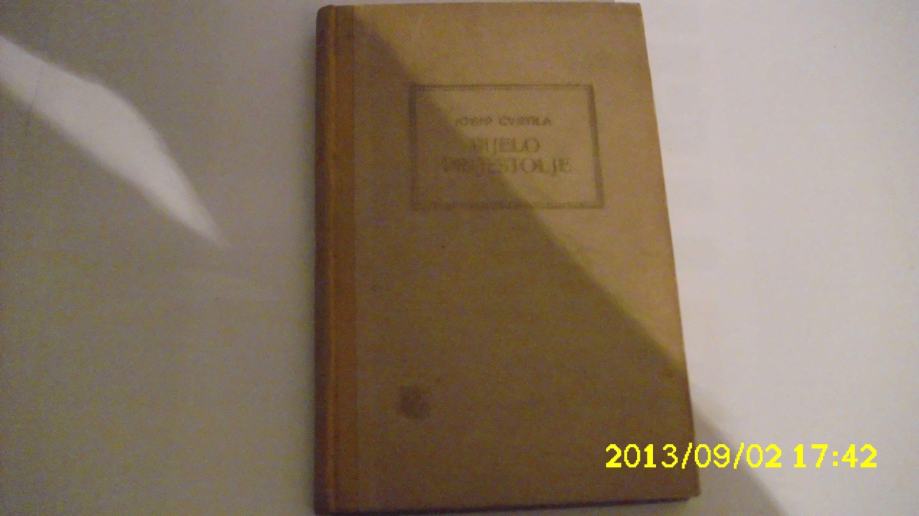 JOSIP CVRTILA
BIJELO
PRIJESTOLJE
2013/09/02 17:42